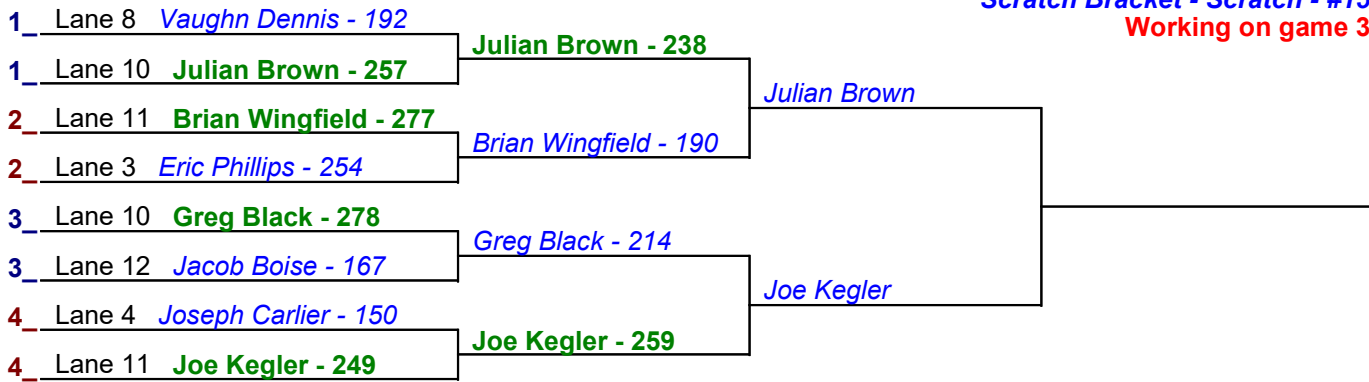 Scratch Bracket - Scratch - #15
Working on game 3
1_ Lane 8 Vaughn Dennis - 192
1_ Lane 10 Julian Brown - 257
2_ Lane 11 Brian Wingfield - 277
2_ Lane 3 Eric Phillips - 254
3_ Lane 10 Greg Black - 278
3_ Lane 12 Jacob Boise - 167
4_ Lane 4 Joseph Carlier - 150
4_ Lane 11 Joe Kegler - 249
Julian Brown - 238
Brian Wingfield - 190
Greg Black - 214
Joe Kegler - 259
Julian Brown
Joe Kegler